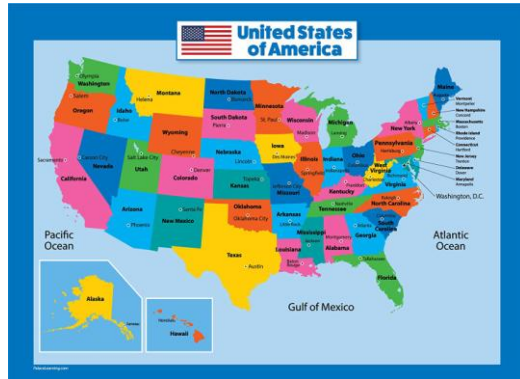 United States
of America
Olympia
Washington
Salem
Oregon
Montana
Helena
Idaho
Boise
Wyoming
Cheyenne
North Dakota
Bismarck
South Dakota
Pierre
Minnesota
St. Paul
Wisconsin
Madison
Michigan
Lansing
Maine
Vermont
Montpelier
New Hampshire
Concord
Massachusetts
Boston
Rhode Island
Providence
Connecticut
Hartford
New Jersey
Trenton
Delaware
Dover
Maryland
Annapolis
Washington, D.C.
New York
Albany
Pennsylvania
Harrisburg
Sacramento
California
Carson City
Nevada
Salt Lake City
Utah
Denver
Colorado
Nebraska
Lincoln
Iowa
Des Moines
Illinois
Springfield
Indiana
Ohio
West
Virginia
Charleston
Virginia
Kansas
Topeka
Jefferson City
Missouri
Kentucky
Frankfort
Arizona
Phoenix
New Mexico
Santa Fe
Oklahoma
Oklahoma City
Arkansas
Little Rock
Nashville
Tennessee
Raleigh
North Carolina
Columbia
South
Carolina
Texas
Austin
Louisiana
Baton
Rouge
Mississippi
Jackson
Alabama
Montgomery
Georgia
Atlanta
Tallahassee
Florida
Pacific
Ocean
Atlantic
Ocean
Gulf of Mexico
Alaska
Juneau
Honolulu
Hawaii